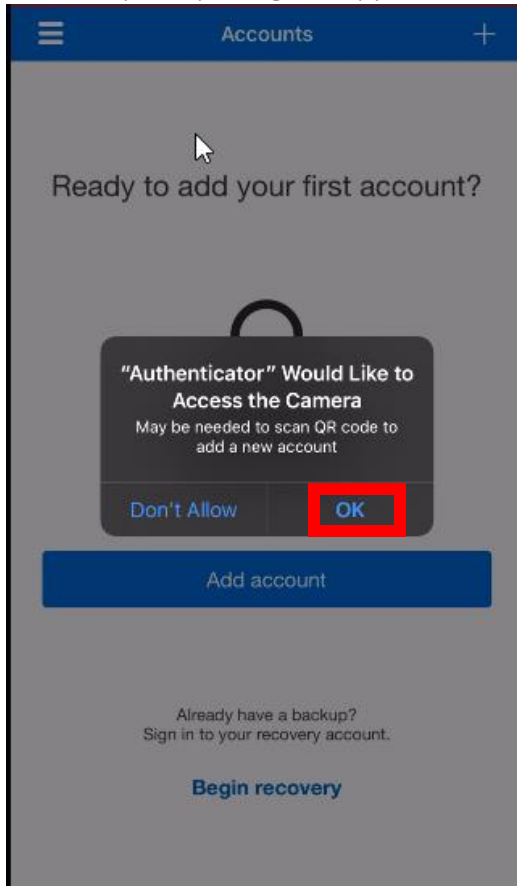 Accounts
Ready to add your first account?
"Authenticator" Would Like to
Access the Camera
May be needed to scan QR code to
add a new account
Don't Allow
OK
Add account
Already have a backup?
Sign in to your recovery account.
Begin recovery